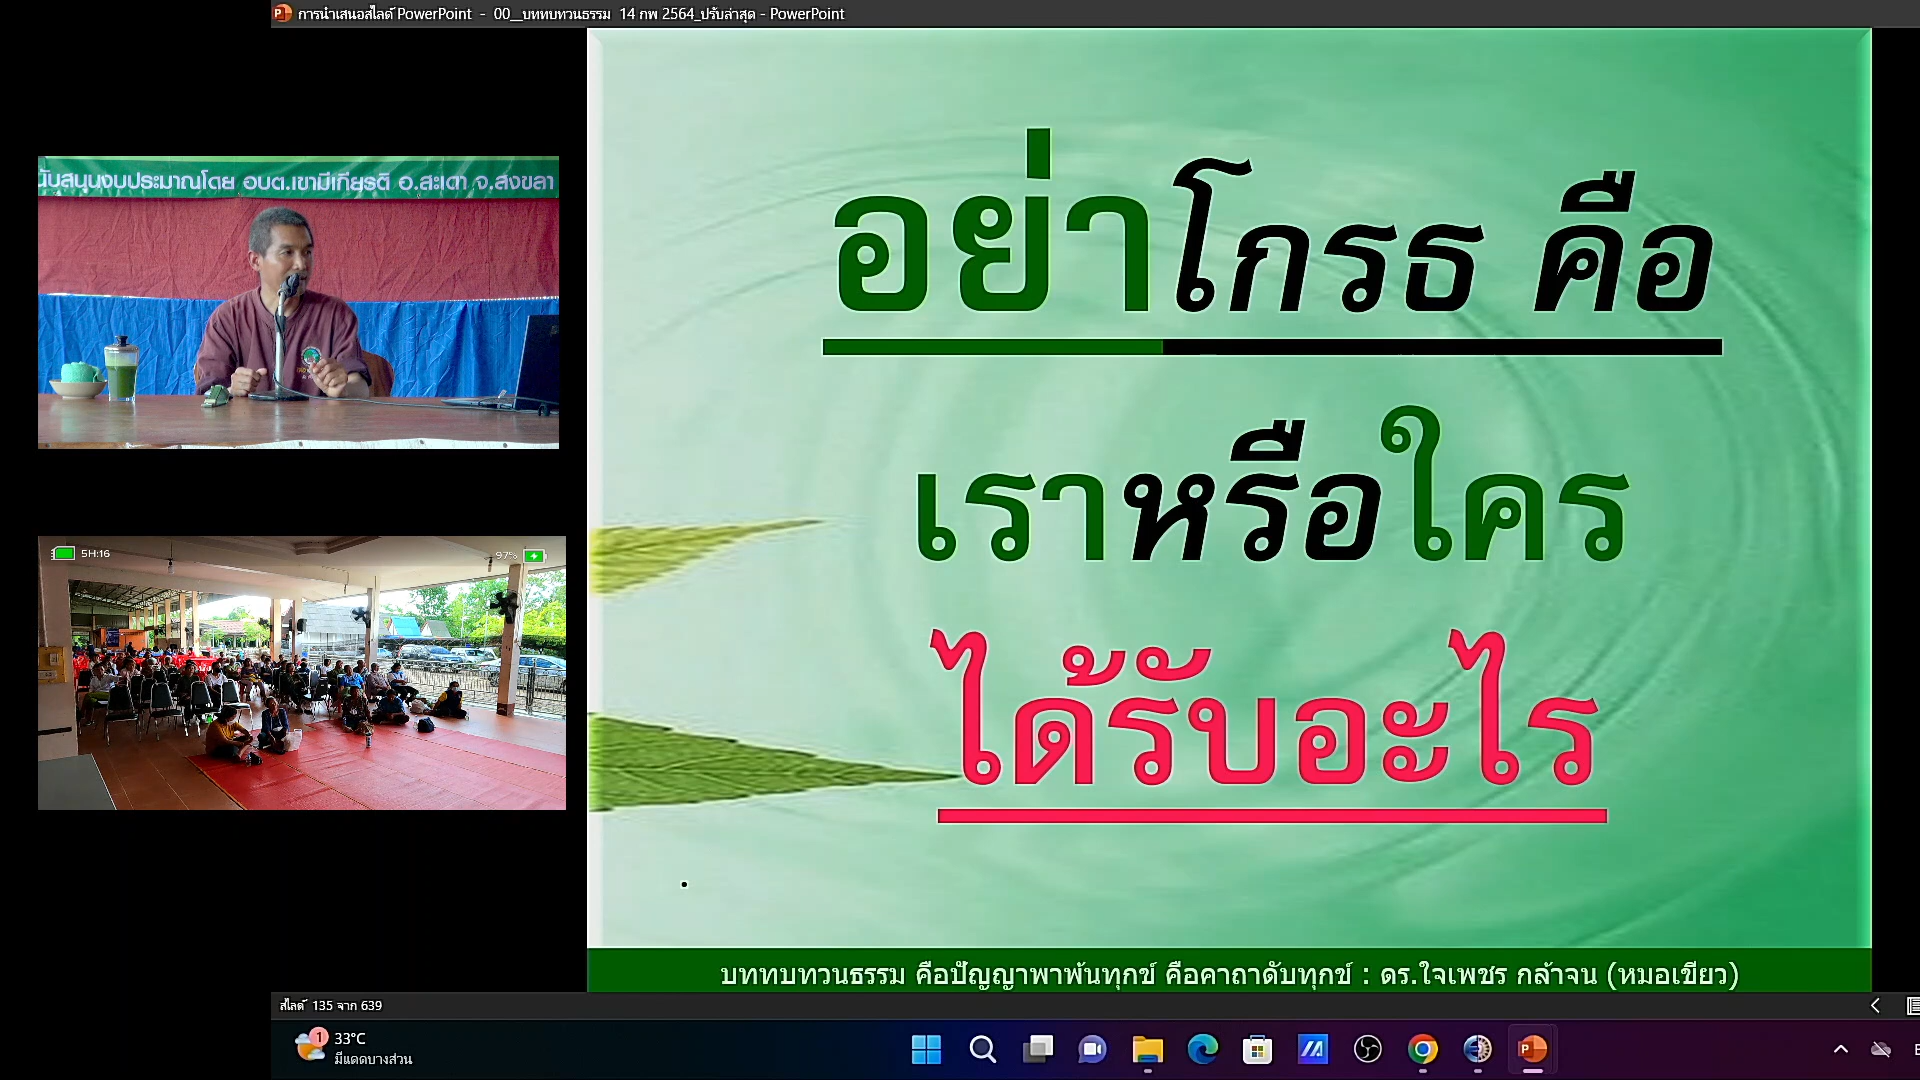 การนำเสนอสไลด์ PowerPoint - 00__บททบทวนธรรม 14 กพ 2564_ปรับล่าสุด - PowerPoint
นับสนุนงบประมาณโดย อบต.เขามีเกียรติ อ.สะเดา จ.สงขลา
อย่าโกรธ คือ
เราหรือใคร
ได้รับอะไร
5H:16
97%
บททบทวนธรรม คือปัญญาพาพ้นทุกข์ คือคาถาดับทุกข์ : ดร.ใจเพชร กล้าจน (หมอเขียว)
สไลด์ 135 จาก 639
1
33°C
มีแดดบางส่วน